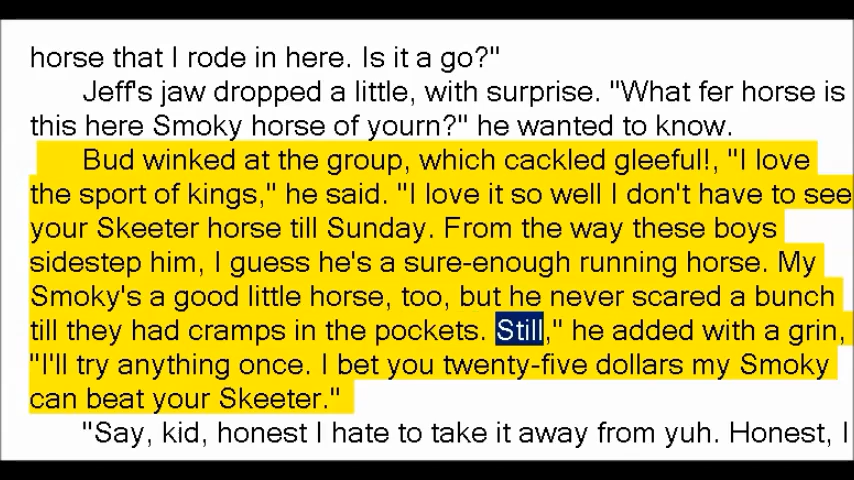 horse that I rode in here. Is it a go?"
Jeff's jaw dropped a little, with surprise. "What fer horse is
this here Smoky horse of yourn?" he wanted to know.
Bud winked at the group, which cackled gleeful!, "I love
the sport of kings," he said. "I love it so well I don't have to see
your Skeeter horse till Sunday. From the way these boys
sidestep him, I guess he's a sure-enough running horse. My
Smoky's a good little horse, too, but he never scared a bunch
till they had cramps in the pockets. Still," he added with a grin,
"I'll try anything once. I bet you twenty-five dollars my Smoky
can beat your Skeeter."
"Say, kid, honest I hate to take it away from yuh. Honest, I